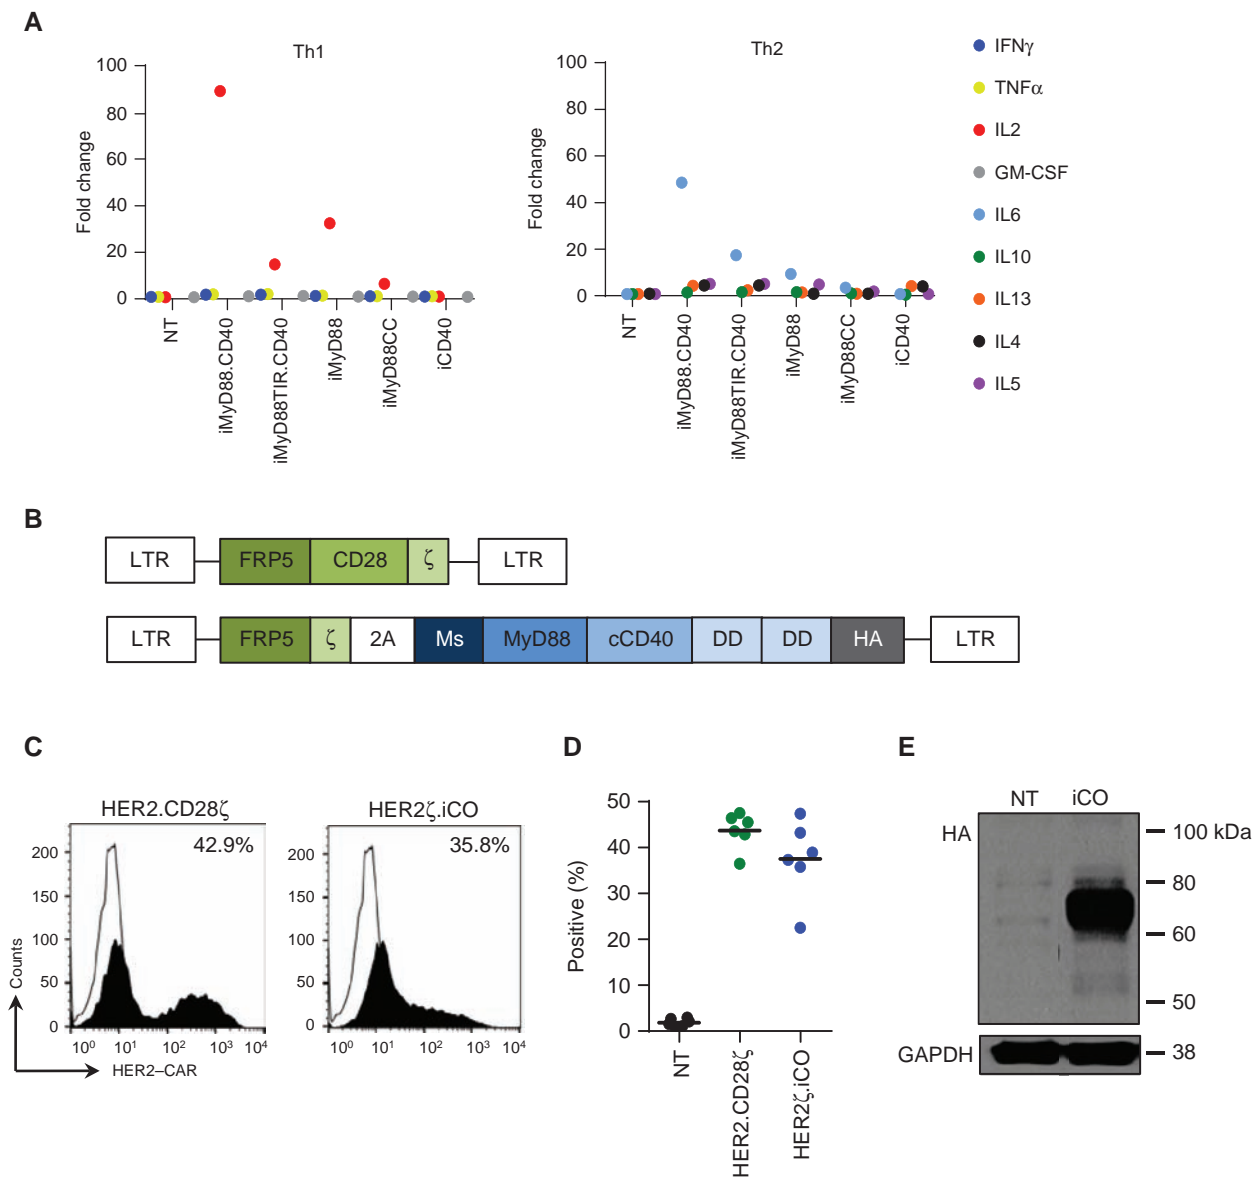 A
Th1
Fold change
100
80
60
40
20
0
NT
iMyD88.CD40
iMyD88TIR.CD40
iMyD88
iMyD88CC
iCD40
Th2
Fold change
100
80
60
40
20
0
NT
iMyD88.CD40
iMyD88TIR.CD40
iMyD88
iMyD88CC
iCD40
IFNγ
TNFα
IL2
GM-CSF
IL6
IL10
IL13
IL4
IL5
B
LTR FRP5 CD28 ζ LTR
LTR FRP5 ζ 2A Ms MyD88 cCD40 DD DD HA LTR
C
HER2.CD28ζ
42.9%
200
150
100
50
0
10⁰ 10¹ 10² 10³ 10⁴
Counts
HER2–CAR
HER2ζ.iCO
35.8%
200
150
100
50
0
10⁰ 10¹ 10² 10³ 10⁴
D
Positive (%)
50
40
30
20
10
0
NT
HER2.CD28ζ
HER2ζ.iCO
E
NT iCO
HA
100 kDa
80
60
50
GAPDH
38